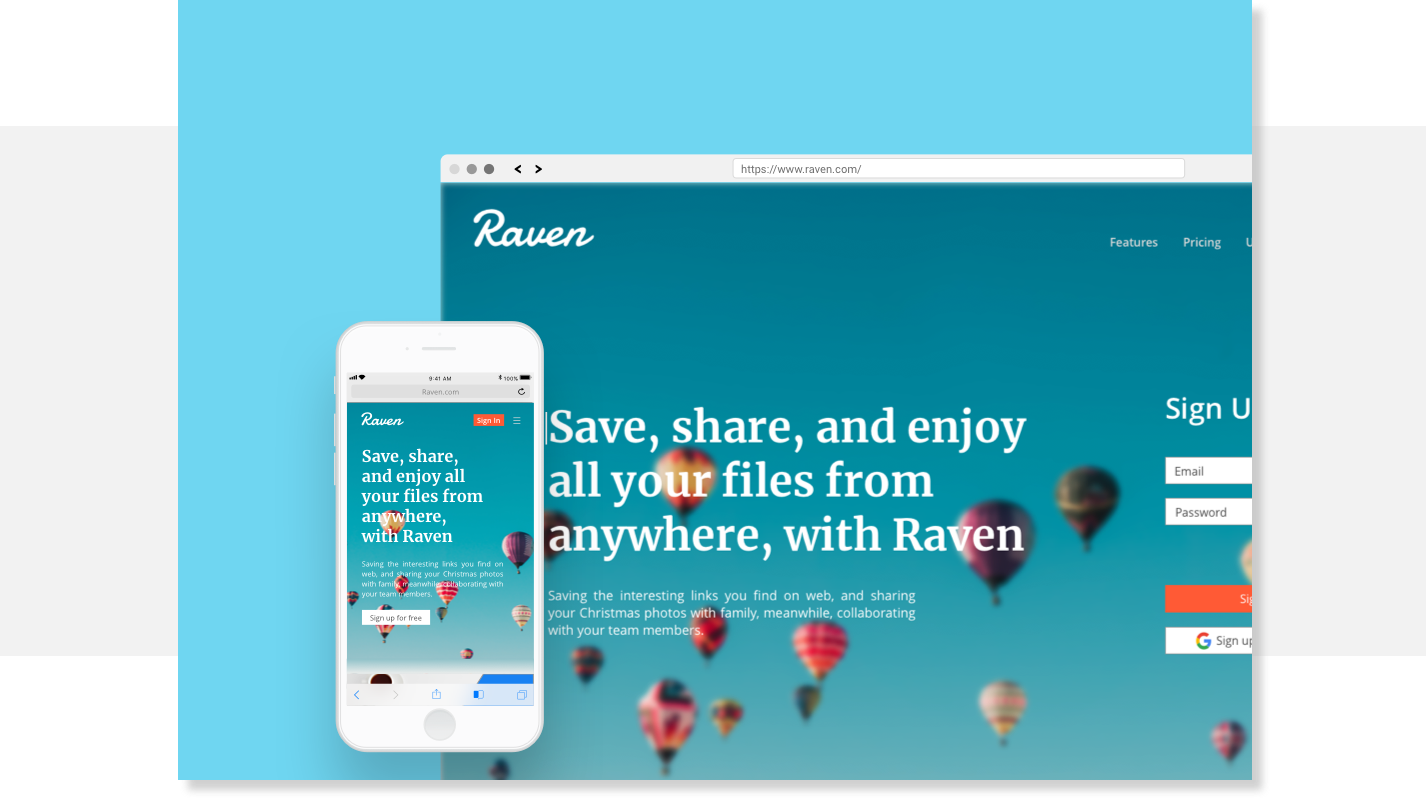 https://www.raven.com/
Raven
Features Pricing U
Save, share, and enjoy
all your files from
anywhere, with Raven
Saving the interesting links you find on web, and sharing
your Christmas photos with family, meanwhile, collaborating
with your team members.
Sign U
Email
Password
Sig
Sign up
9:41 AM
100%
Raven.com
Raven
Sign In
Save, share,
and enjoy all
your files from
anywhere,
with Raven
Saving the interesting links you find on
web, and sharing your Christmas photos
with family, meanwhile, collaborating with
your team members.
Sign up for free